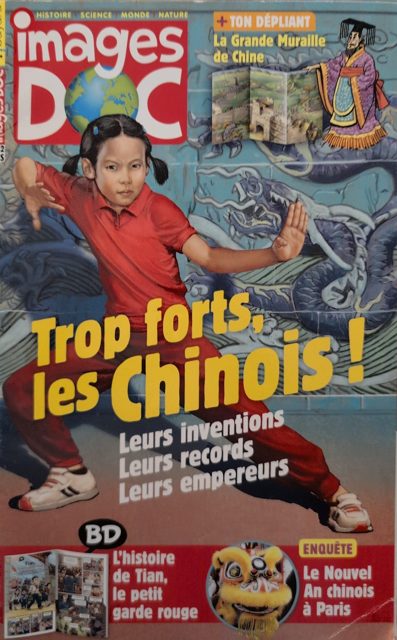 HISTOIRE SCIENCE MONDE NATURE
images
DOC
+ TON DÉPLIANT
La Grande Muraille
de Chine
Trop forts,
les Chinois !
Leurs inventions
Leurs records
Leurs empereurs
BD
L'histoire
de Tian,
le petit
garde rouge
ENQUÊTE
Le Nouvel
An chinois
à Paris